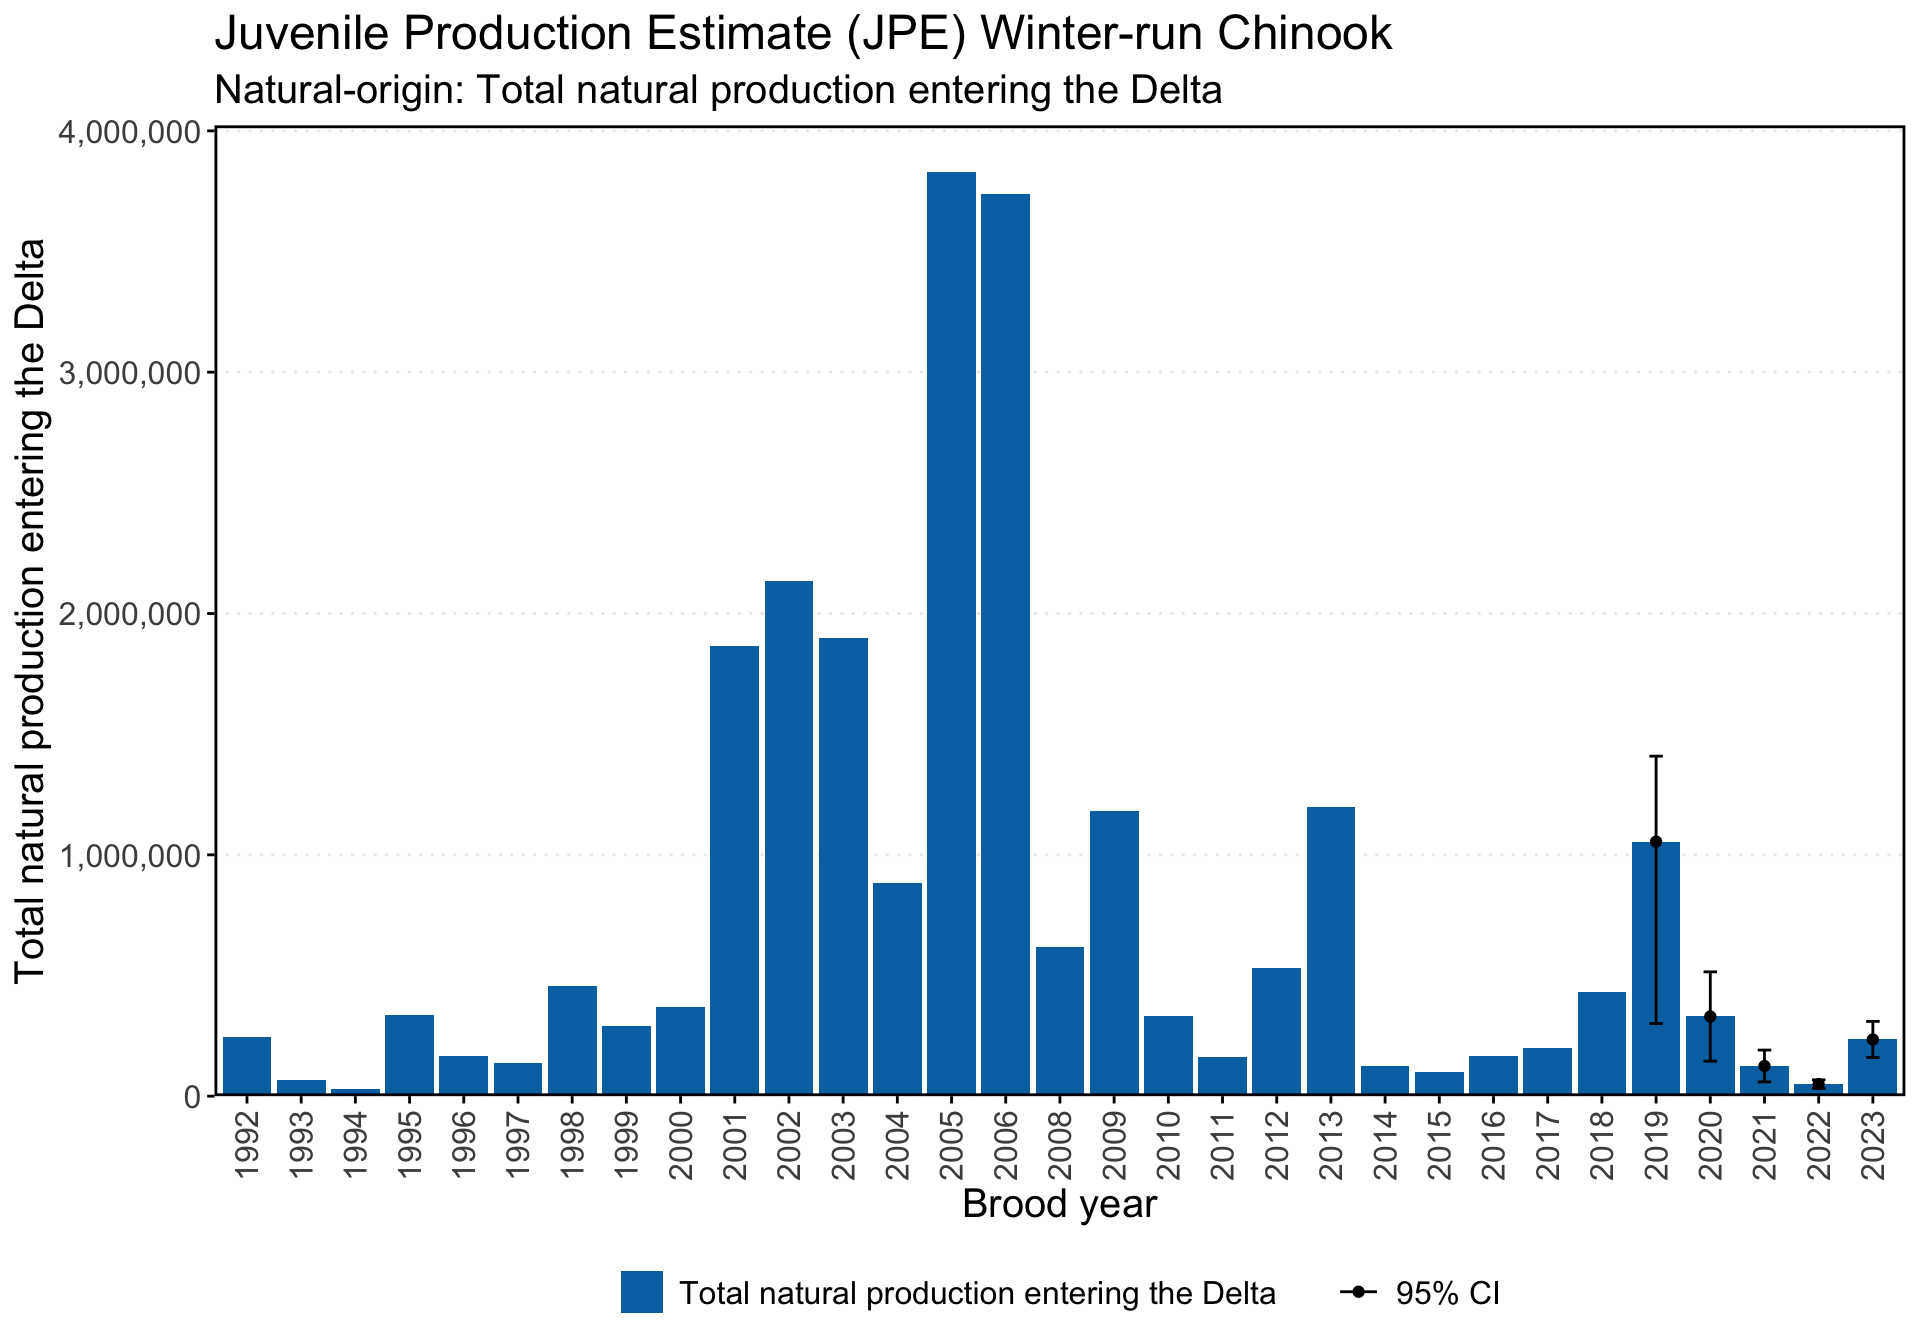 Juvenile Production Estimate (JPE) Winter-run Chinook
Natural-origin: Total natural production entering the Delta
Total natural production entering the Delta
4,000,000
3,000,000
2,000,000
1,000,000
0
1992 1993 1994 1995 1996 1997 1998 1999 2000 2001 2002 2003 2004 2005 2006 2008 2009 2010 2011 2012 2013 2014 2015 2016 2017 2018 2019 2020 2021 2022 2023
Brood year
Total natural production entering the Delta 95% CI